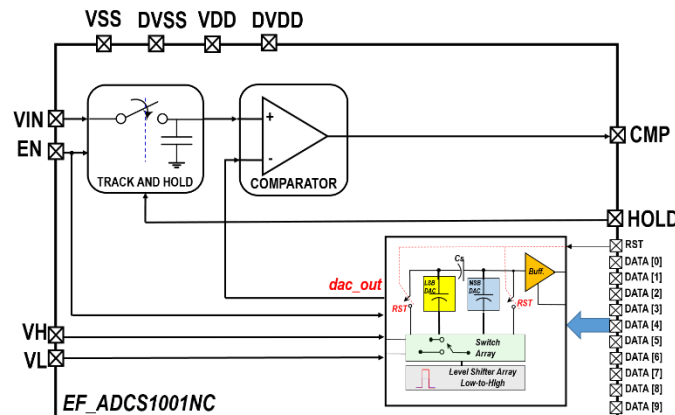 VSS DVSS VDD DVDD
VIN
EN
TRACK AND HOLD
+
-
COMPARATOR
CMP
HOLD
dac_out
RST
Cs
LSB
DAC
NSB
DAC
RST
Buff.
Switch
Array
Level Shifter Array
Low-to-High
VH
VL
RST
DATA [0]
DATA [1]
DATA [2]
DATA [3]
DATA [4]
DATA [5]
DATA [6]
DATA [7]
DATA [8]
DATA [9]
EF_ADCS1001NC